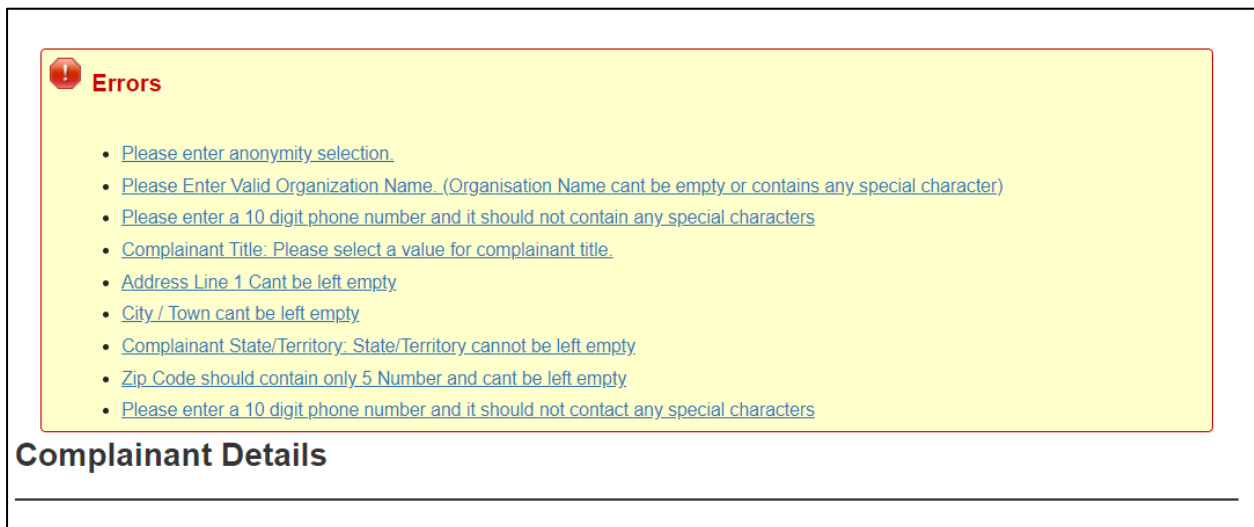 Errors
Please enter anonymity selection.
Please Enter Valid Organization Name. (Organisation Name cant be empty or contains any special character)
Please enter a 10 digit phone number and it should not contain any special characters
Complainant Title: Please select a value for complainant title.
Address Line 1 Cant be left empty
City / Town cant be left empty
Complainant State/Territory: State/Territory cannot be left empty
Zip Code should contain only 5 Number and cant be left empty
Please enter a 10 digit phone number and it should not contact any special characters
Complainant Details